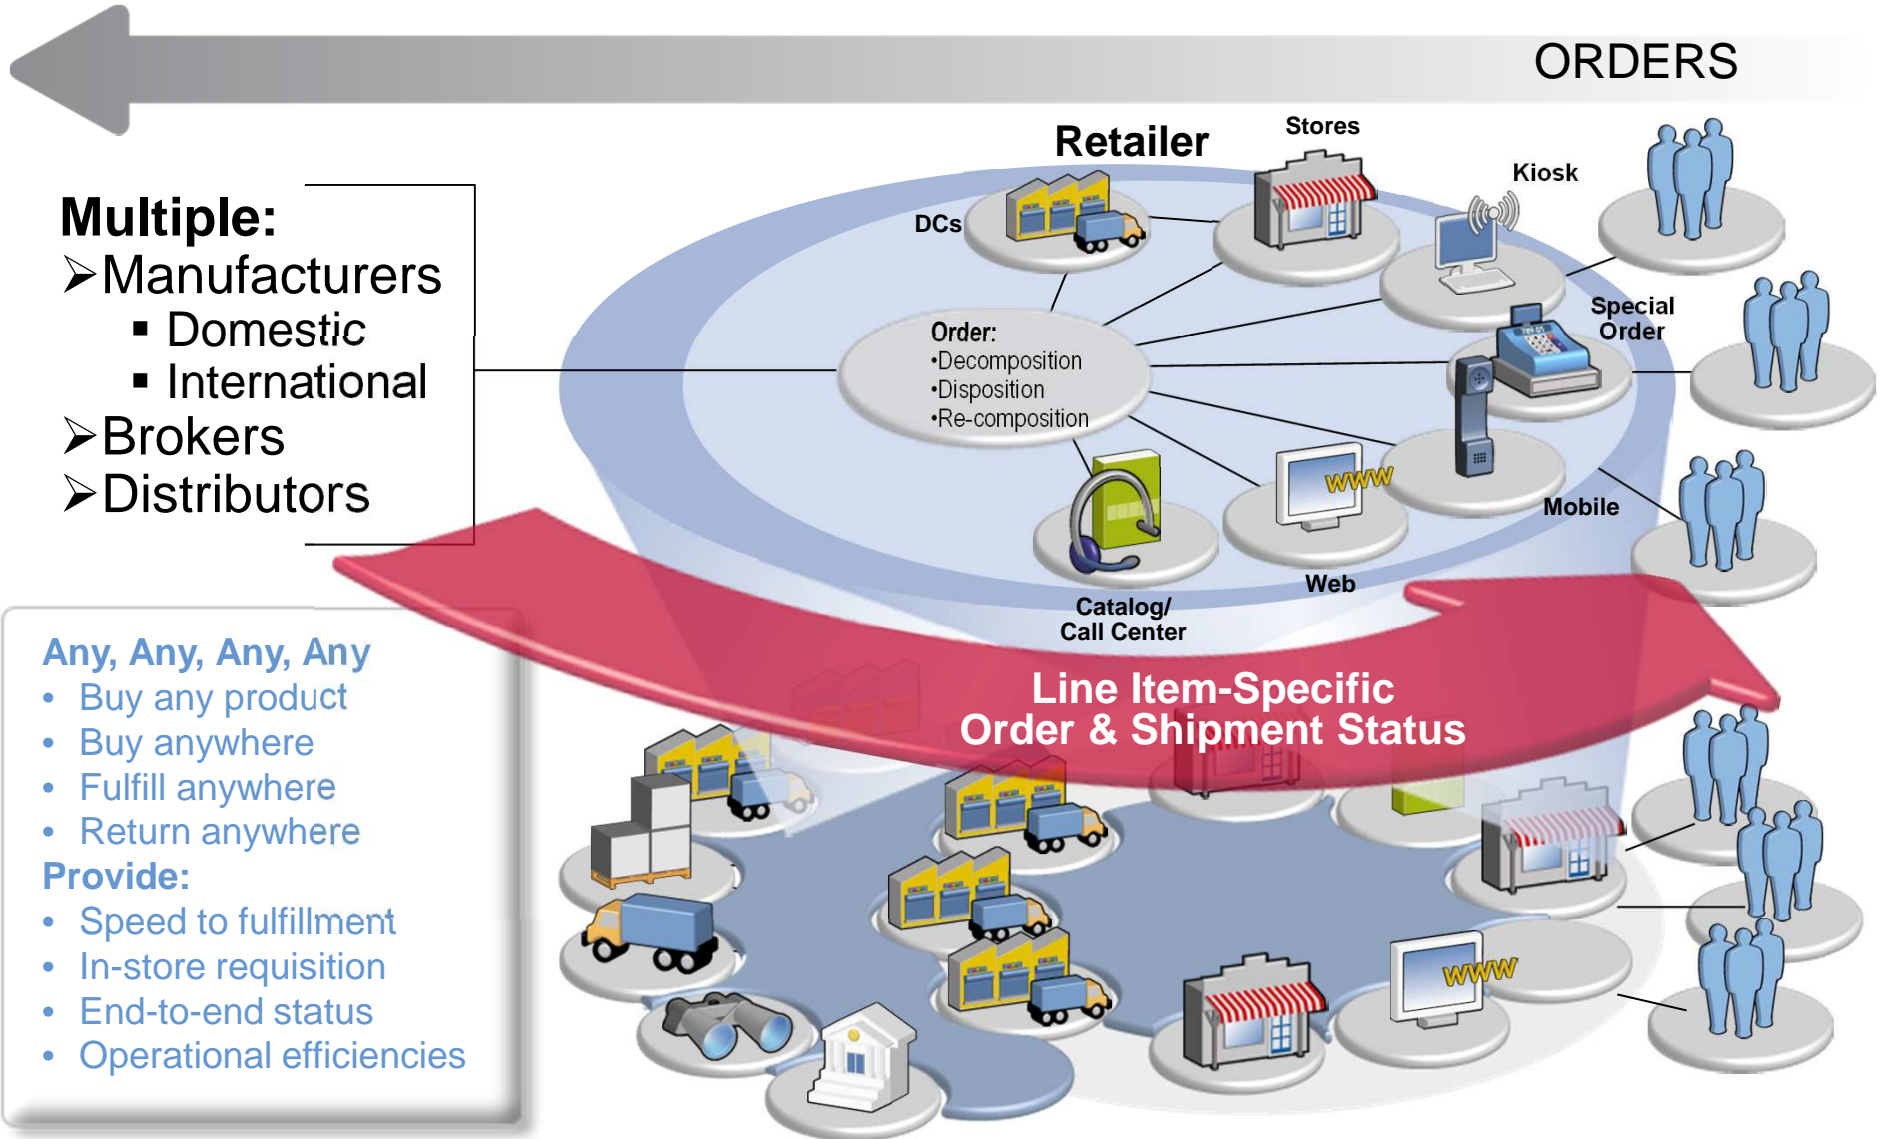 ORDERS
Retailer
Stores
Kiosk
DCs
Special
Order
Mobile
Web
Catalog/
Call Center
Order:
•Decomposition
•Disposition
•Re-composition
Multiple:
➢Manufacturers
▪ Domestic
▪ International
➢Brokers
➢Distributors
WWW
Line Item-Specific
Order & Shipment Status
Any, Any, Any, Any
• Buy any product
• Buy anywhere
• Fulfill anywhere
• Return anywhere
Provide:
• Speed to fulfillment
• In-store requisition
• End-to-end status
• Operational efficiencies
WWW